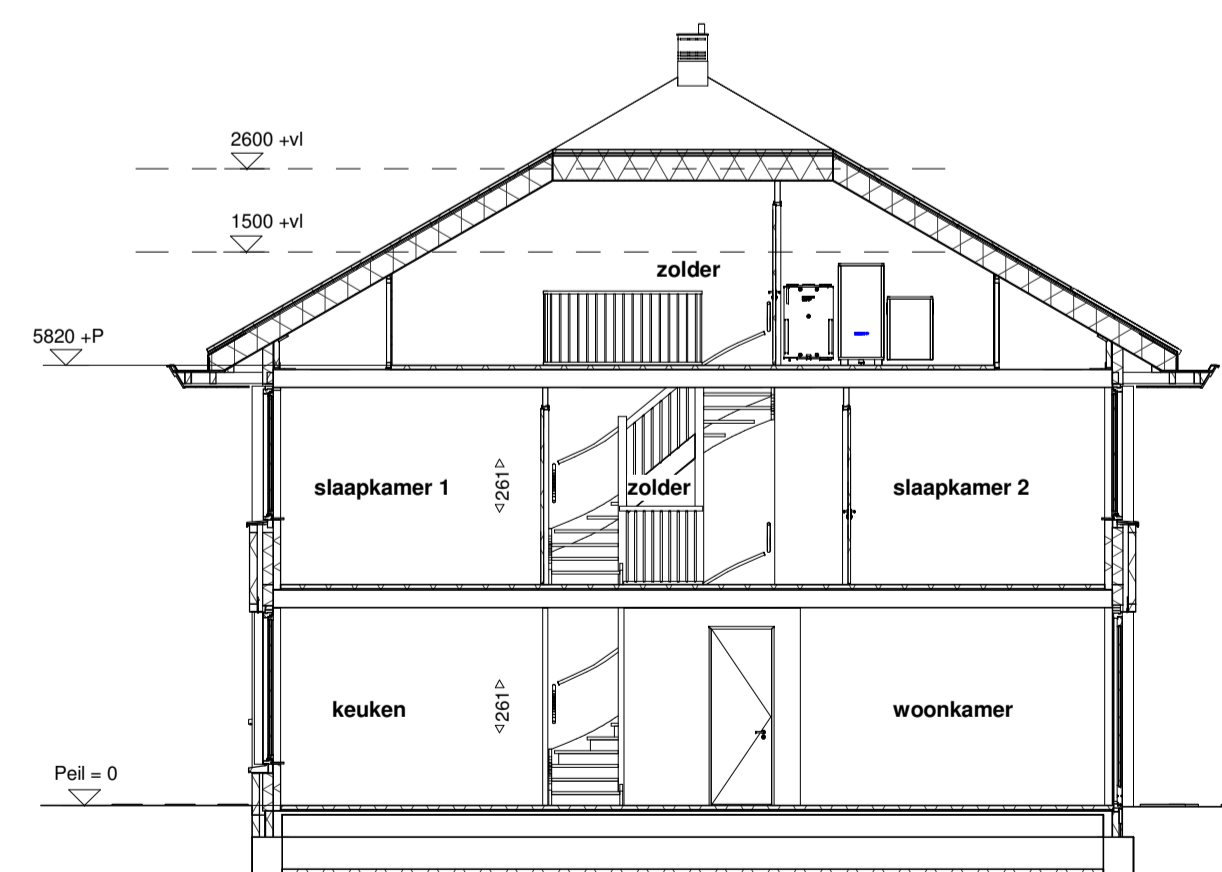 2600 +vl
1500 +vl
zolder
5820 +P
slaapkamer 1
261
zolder
slaapkamer 2
keuken
261
woonkamer
Peil = 0